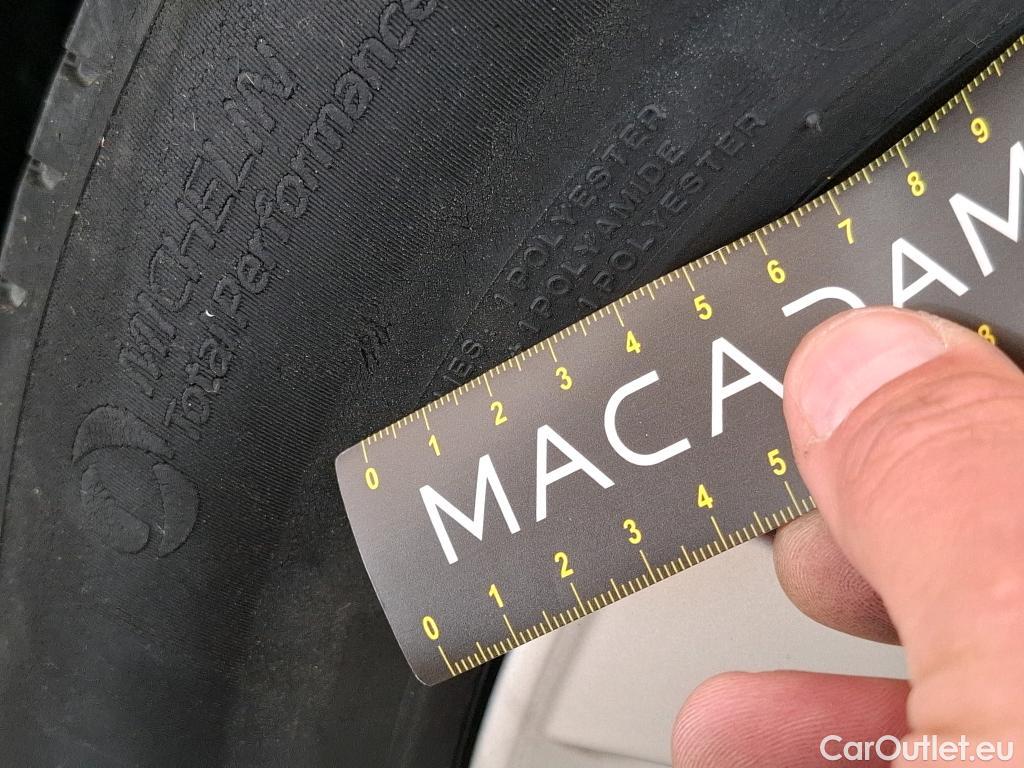 MICHELIN
Total Performance
1 POLYESTER
1 POLYAMIDE
1 POLYESTER
0 1 2 3 4 5 6 7 8 9
MACADAM
0 1 2 3 4 5 8
CarOutlet.eu